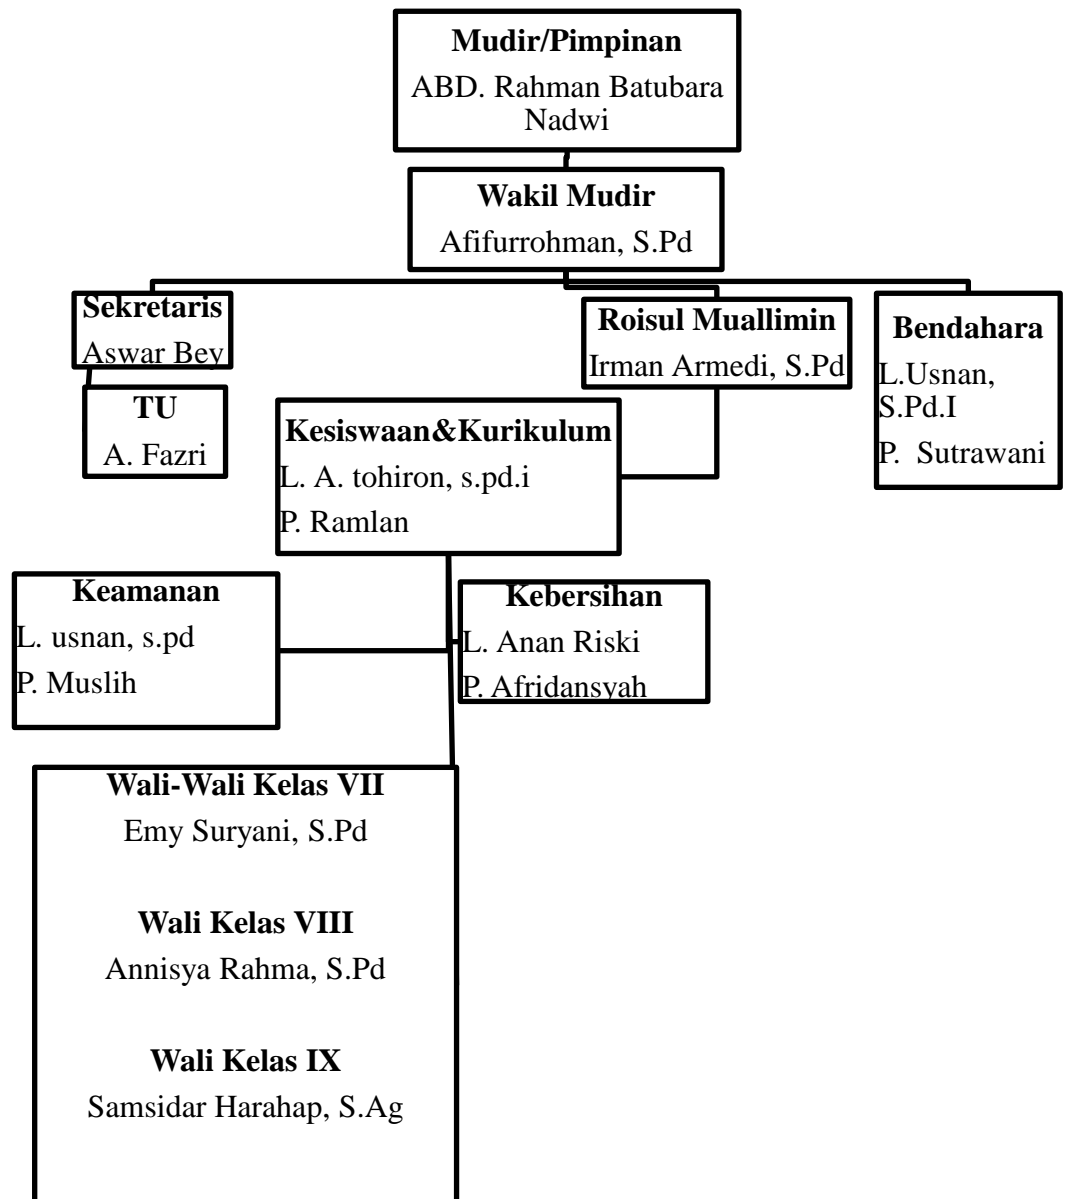 Mudir/Pimpinan
ABD. Rahman Batubara
Nadwi
Wakil Mudir
Afifurrohman, S.Pd
Sekretaris
Aswar Bey
TU
A. Fazri
Roisul Muallimin
Irman Armedi, S.Pd
Bendahara
L.Usnan,
S.Pd.I
P. Sutrawani
Kesiswaan&Kurikulum
L. A. tohiron, s.pd.i
P. Ramlan
Keamanan
L. usnan, s.pd
P. Muslih
Kebersihan
L. Anan Riski
P. Afridansyah
Wali-Wali Kelas VII
Emy Suryani, S.Pd
Wali Kelas VIII
Annisya Rahma, S.Pd
Wali Kelas IX
Samsidar Harahap, S.Ag